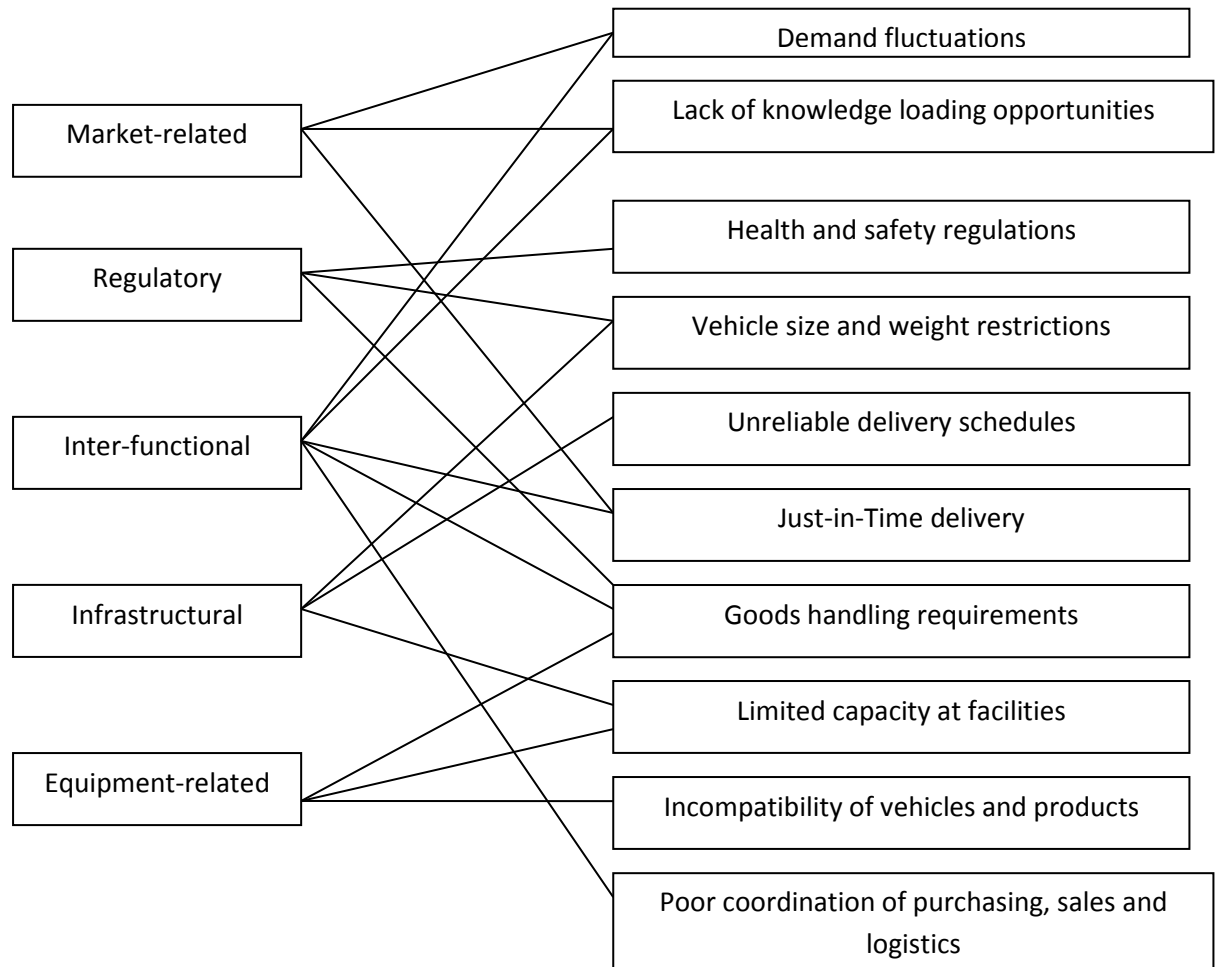 Market-related
Regulatory
Inter-functional
Infrastructural
Equipment-related
Demand fluctuations
Lack of knowledge loading opportunities
Health and safety regulations
Vehicle size and weight restrictions
Unreliable delivery schedules
Just-in-Time delivery
Goods handling requirements
Limited capacity at facilities
Incompatibility of vehicles and products
Poor coordination of purchasing, sales and
logistics